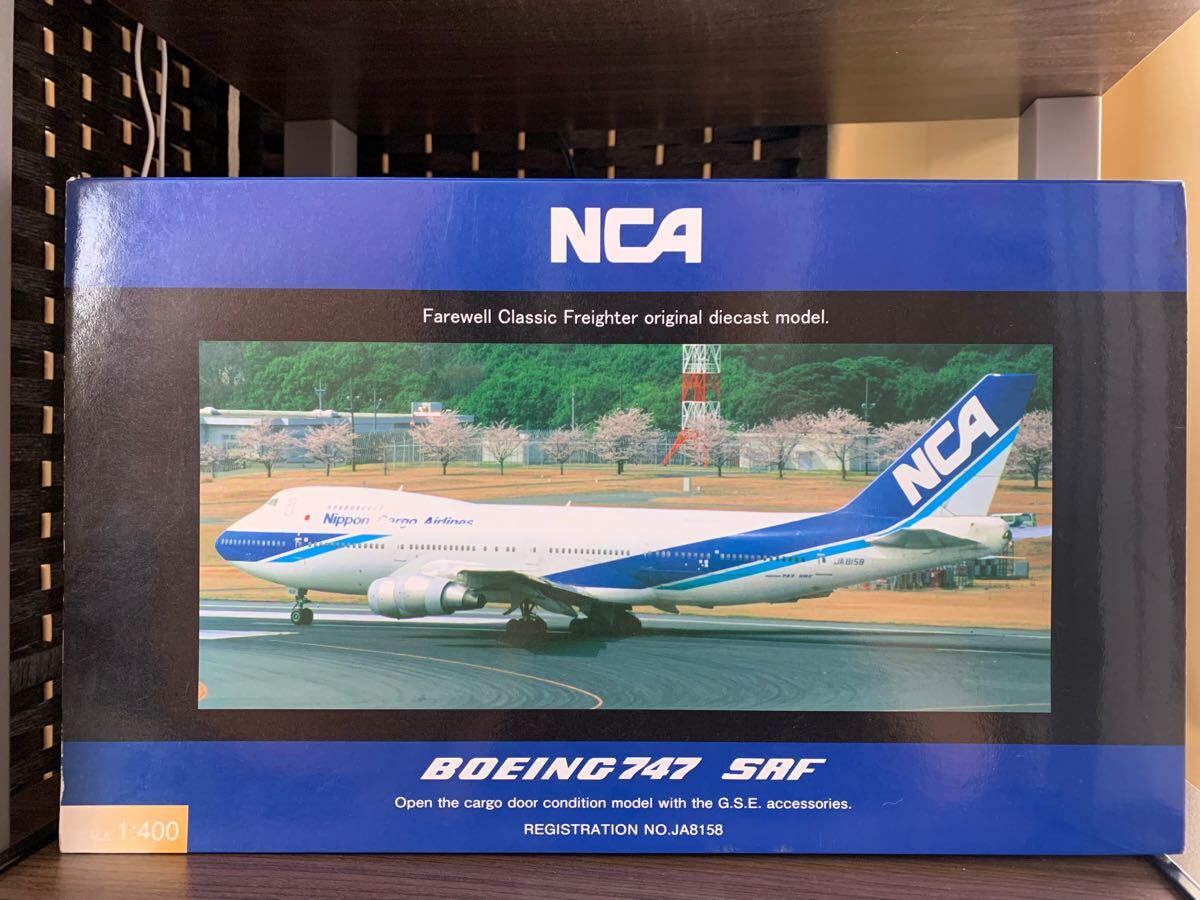 NCA
Farewell Classic Freighter original diecast model.
NCA
Nippon Cargo Airlines
JA8158
BOEING 747 SRF
Open the cargo door condition model with the G.S.E. accessories.
REGISTRATION NO.JA8158
1:400